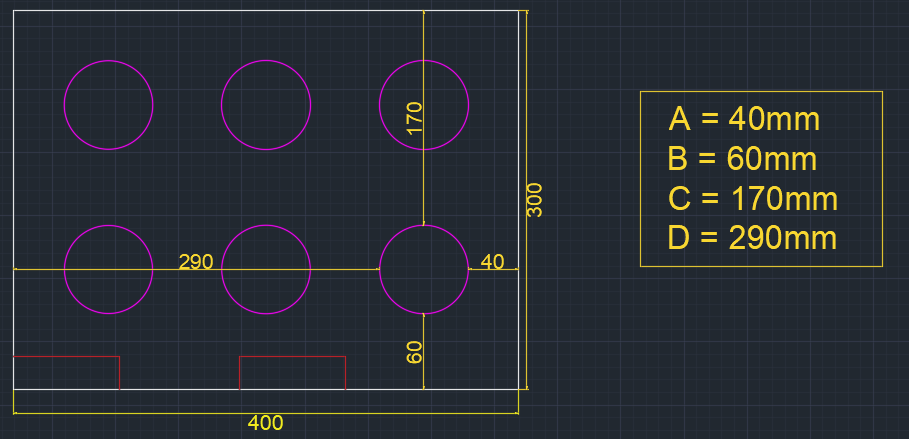 170
300
290
40
60
400
A = 40mm
B = 60mm
C = 170mm
D = 290mm